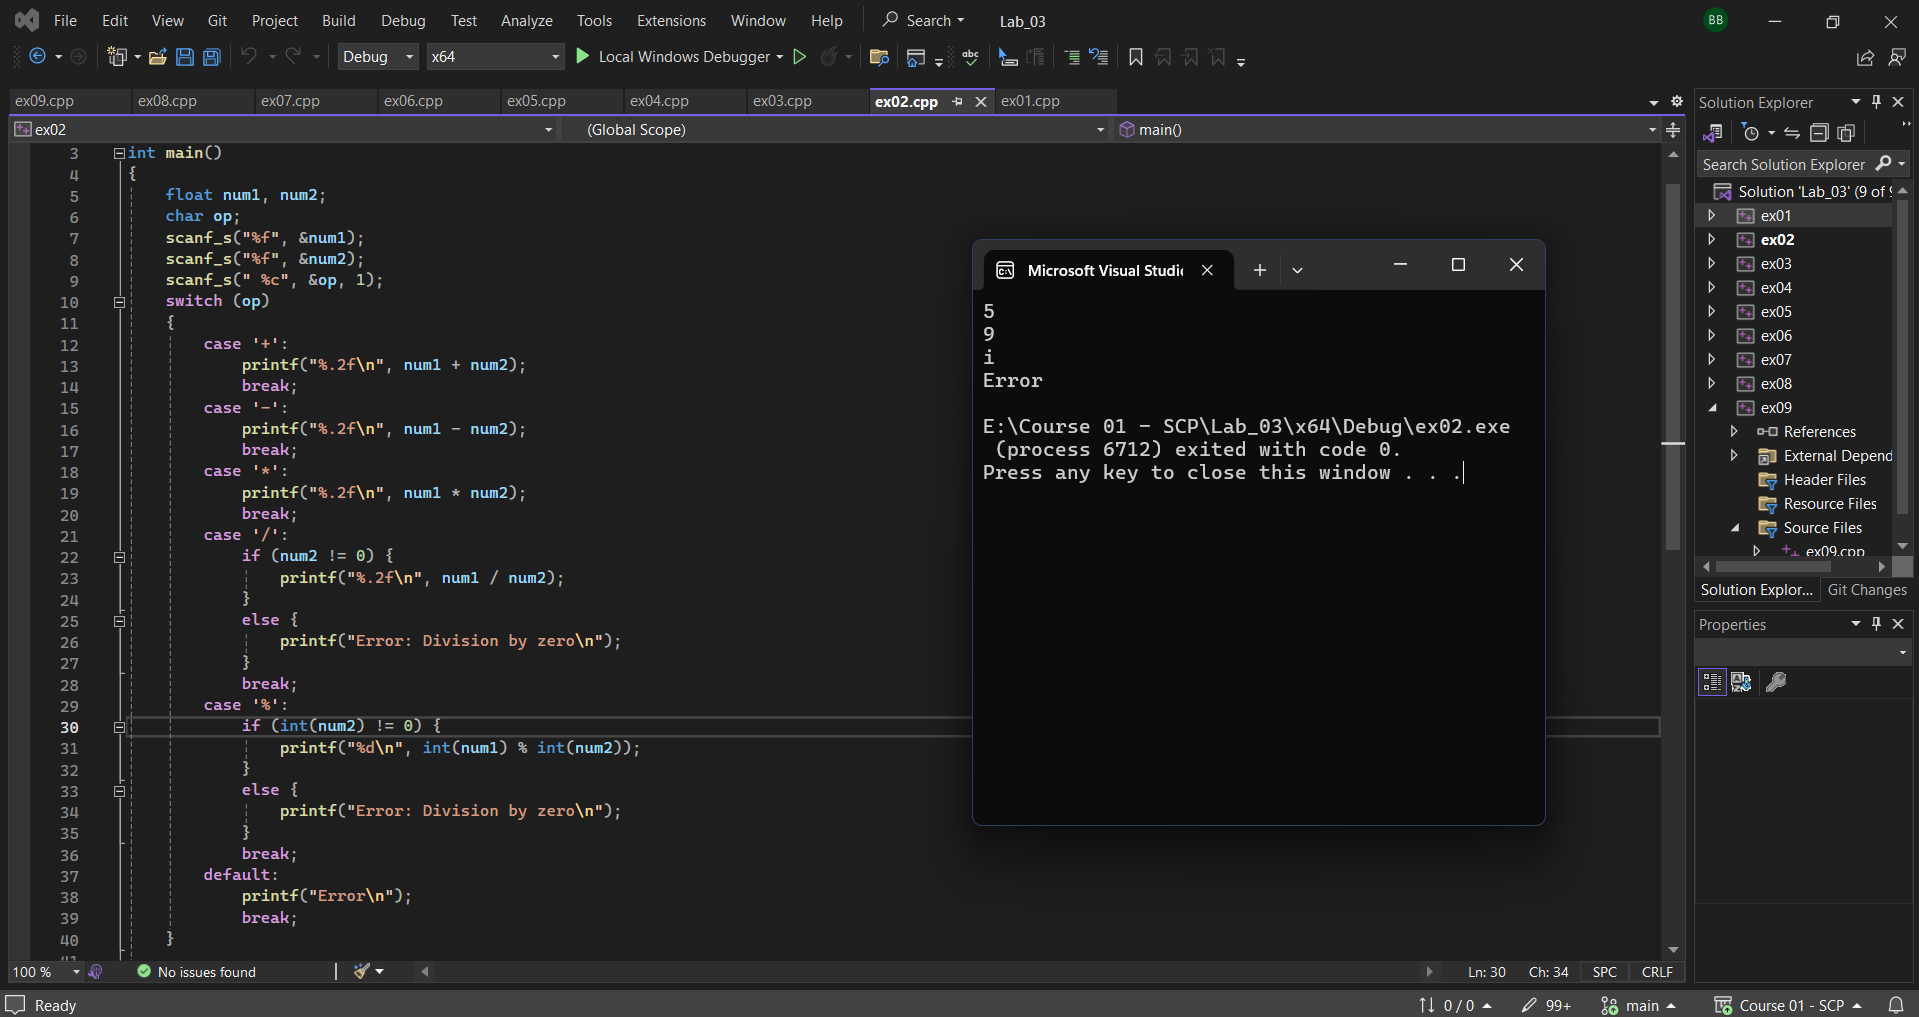 File Edit View Git Project Build Debug Test Analyze Tools Extensions Window Help Search Lab_03 BB
Debug x64 Local Windows Debugger abc
ex09.cpp ex08.cpp ex07.cpp ex06.cpp ex05.cpp ex04.cpp ex03.cpp ex02.cpp ex01.cpp
ex02 (Global Scope) main()
3 int main()
4 {
5 float num1, num2;
6 char op;
7 scanf_s("%f", &num1);
8 scanf_s("%f", &num2);
9 scanf_s(" %c", &op, 1);
10 switch (op)
11 {
12 case '+':
13 printf("%.2f\n", num1 + num2);
14 break;
15 case '-':
16 printf("%.2f\n", num1 - num2);
17 break;
18 case '*':
19 printf("%.2f\n", num1 * num2);
20 break;
21 case '/':
22 if (num2 != 0) {
23 printf("%.2f\n", num1 / num2);
24 }
25 else {
26 printf("Error: Division by zero\n");
27 }
28 break;
29 case '%':
30 if (int(num2) != 0) {
31 printf("%d\n", int(num1) % int(num2));
32 }
33 else {
34 printf("Error: Division by zero\n");
35 }
36 break;
37 default:
38 printf("Error\n");
39 break;
40 }
41
100 % No issues found Ln: 30 Ch: 34 SPC CRLF
Microsoft Visual Studi
5
9
i
Error
E:\Course 01 - SCP\Lab_03\x64\Debug\ex02.exe
(process 6712) exited with code 0.
Press any key to close this window . . .
Solution Explorer
Search Solution Explorer
Solution 'Lab_03' (9 of 9
ex01
ex02
ex03
ex04
ex05
ex06
ex07
ex08
ex09
References
External Depend
Header Files
Resource Files
Source Files
ex09.cpp
Solution Explor... Git Changes
Properties
Ready 0 / 0 99+ main Course 01 - SCP